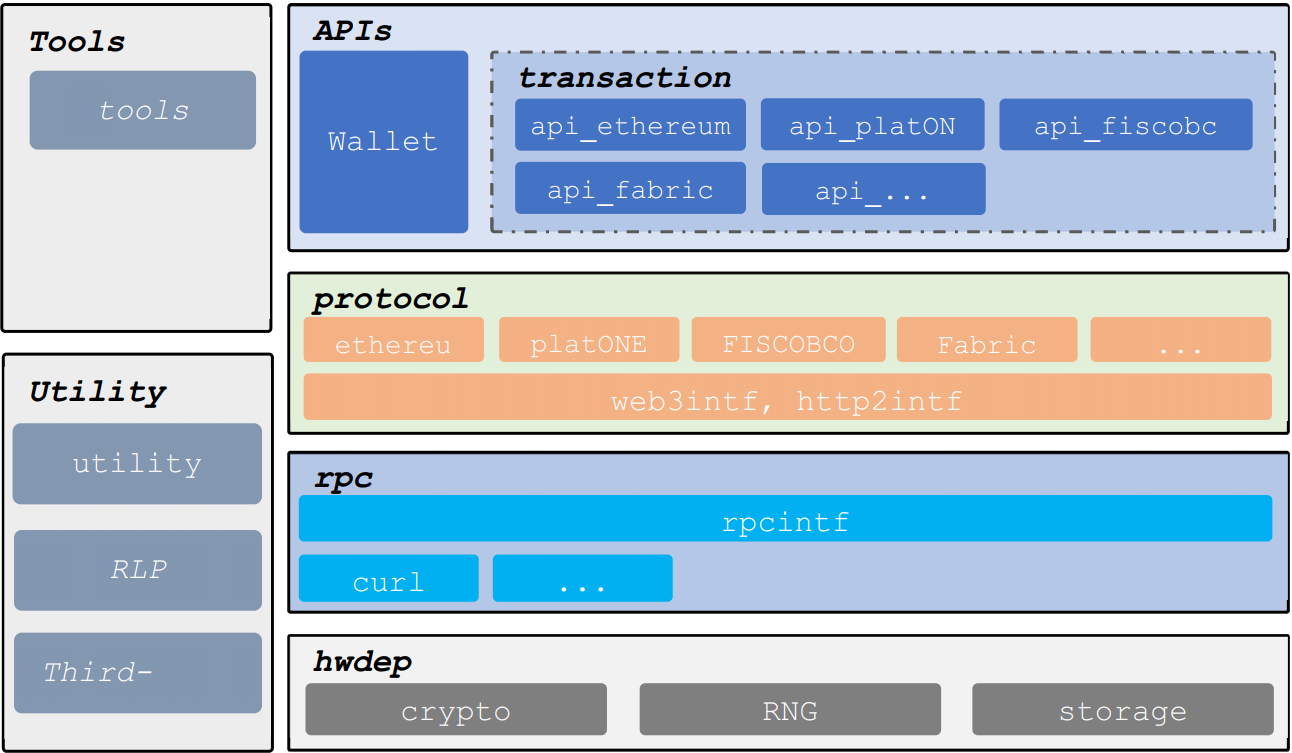 Tools
tools
Utility
utility
RLP
Third-
APIs
Wallet
transaction
api_ethereum api_platON api_fiscobc
api_fabric api_...
protocol
ethereu platONE FISCOBCO Fabric ...
web3intf, http2intf
rpc
rpcintf
curl ...
hwdep
crypto RNG storage